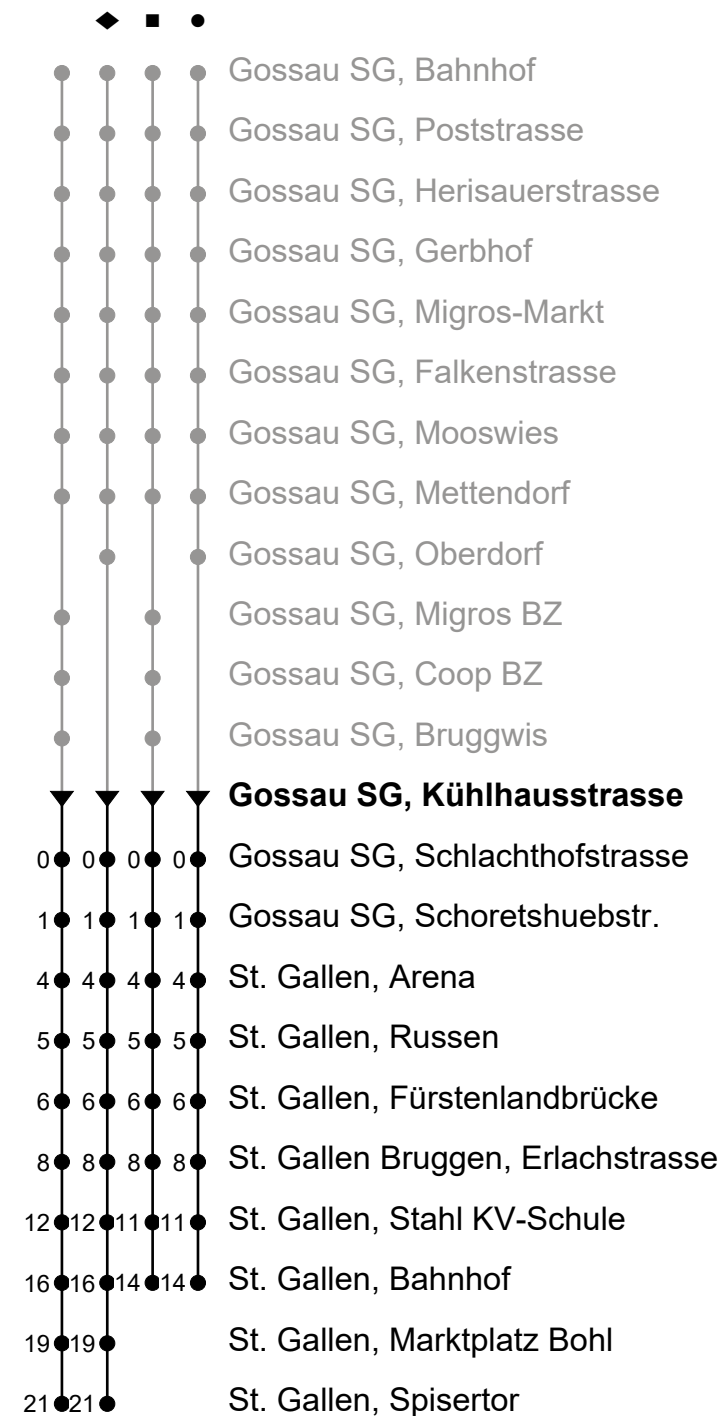 Gossau SG, Bahnhof
Gossau SG, Poststrasse
Gossau SG, Herisauerstrasse
Gossau SG, Gerbhof
Gossau SG, Migros-Markt
Gossau SG, Falkenstrasse
Gossau SG, Mooswies
Gossau SG, Mettendorf
Gossau SG, Oberdorf
Gossau SG, Migros BZ
Gossau SG, Coop BZ
Gossau SG, Bruggwis
Gossau SG, Kühlhausstrasse
0 0 0 0 Gossau SG, Schlachthofstrasse
1 1 1 1 Gossau SG, Schoretshuebstr.
4 4 4 4 St. Gallen, Arena
5 5 5 5 St. Gallen, Russen
6 6 6 6 St. Gallen, Fürstenlandbrücke
8 8 8 8 St. Gallen Bruggen, Erlachstrasse
12 12 11 11 St. Gallen, Stahl KV-Schule
16 16 14 14 St. Gallen, Bahnhof
19 19 St. Gallen, Marktplatz Bohl
21 21 St. Gallen, Spisertor